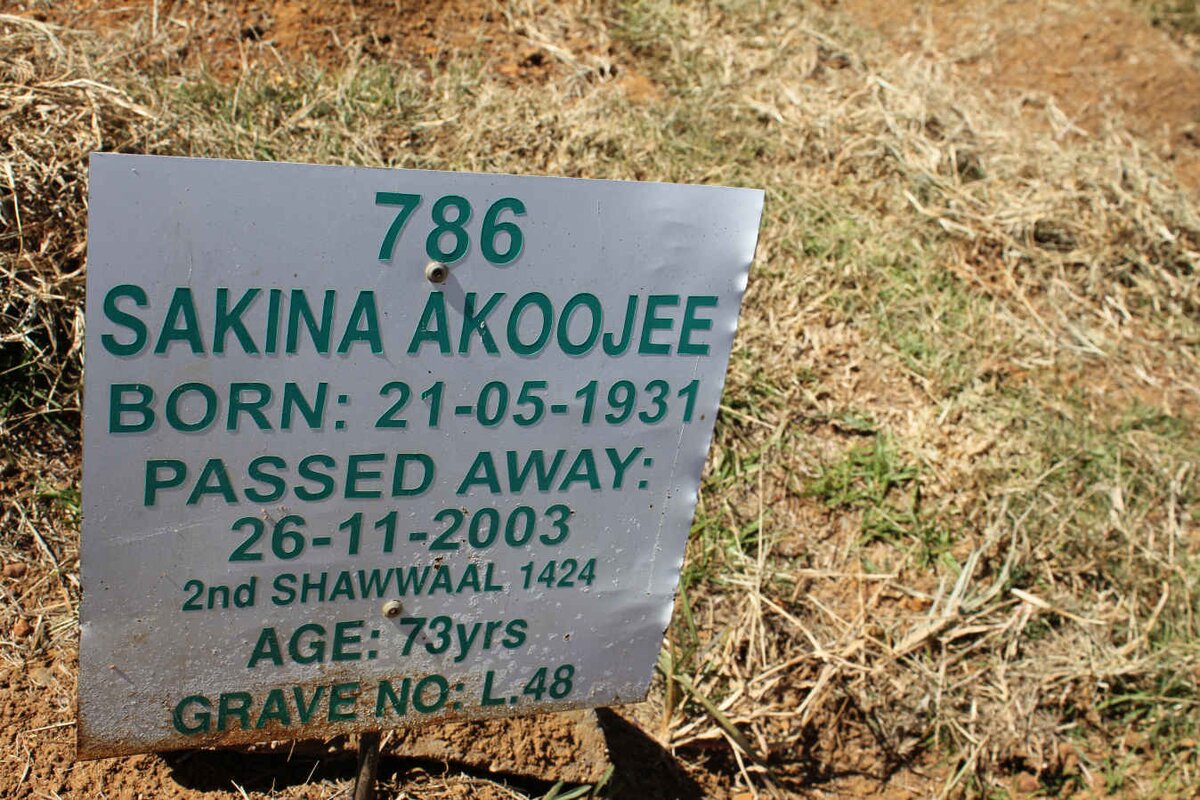 786
SAKINA AKOOJEE
BORN: 21-05-1931
PASSED AWAY:
26-11-2003
2nd SHAWWAAL 1424
AGE: 73yrs
GRAVE NO: L.48